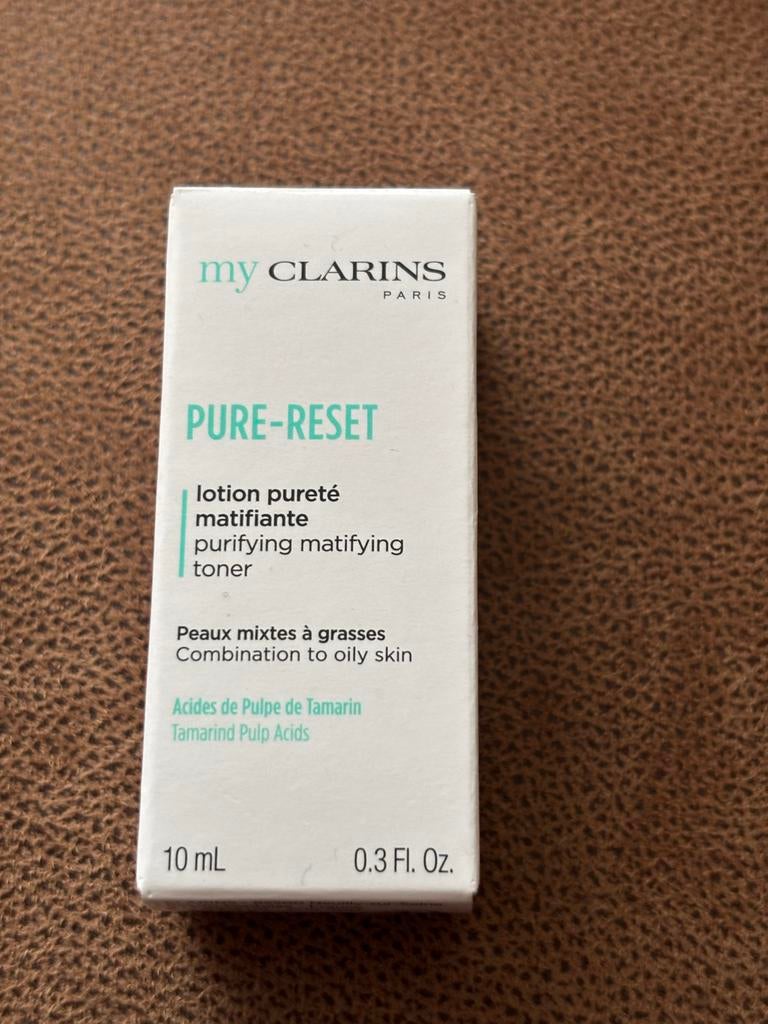 my CLARINS
PARIS
PURE-RESET
lotion pureté
matifiante
purifying matifying
toner
Peaux mixtes à grasses
Combination to oily skin
Acides de Pulpe de Tamarin
Tamarind Pulp Acids
10 mL 0.3 Fl. Oz.